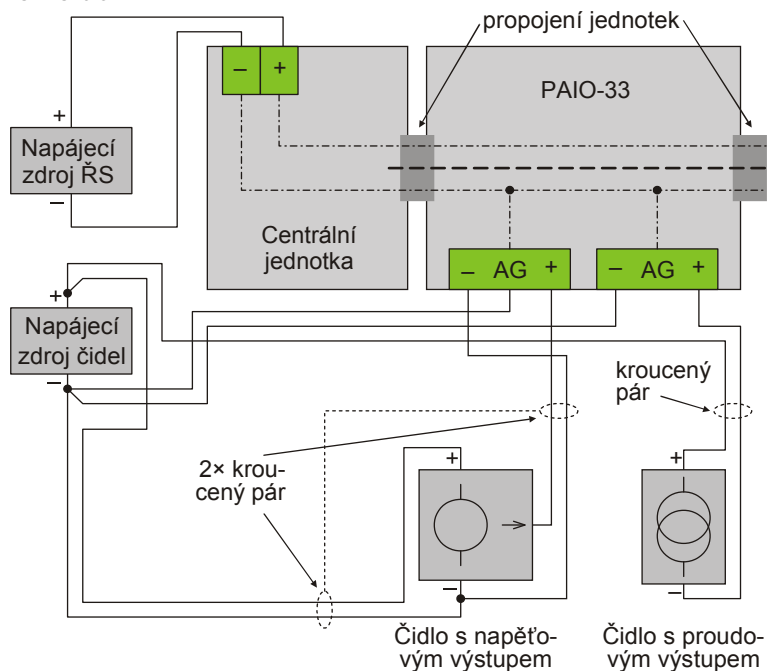 propojení jednotek
– +
PAIO-33
+
Napájecí
zdroj ŘS
–
Centrální
jednotka
– AG +
– AG +
+
Napájecí
zdroj čidel
–
kroucený
pár
2× krou-
cený pár
+
–
+
–
Čidlo s napěťo-
vým výstupem
Čidlo s proudo-
vým výstupem